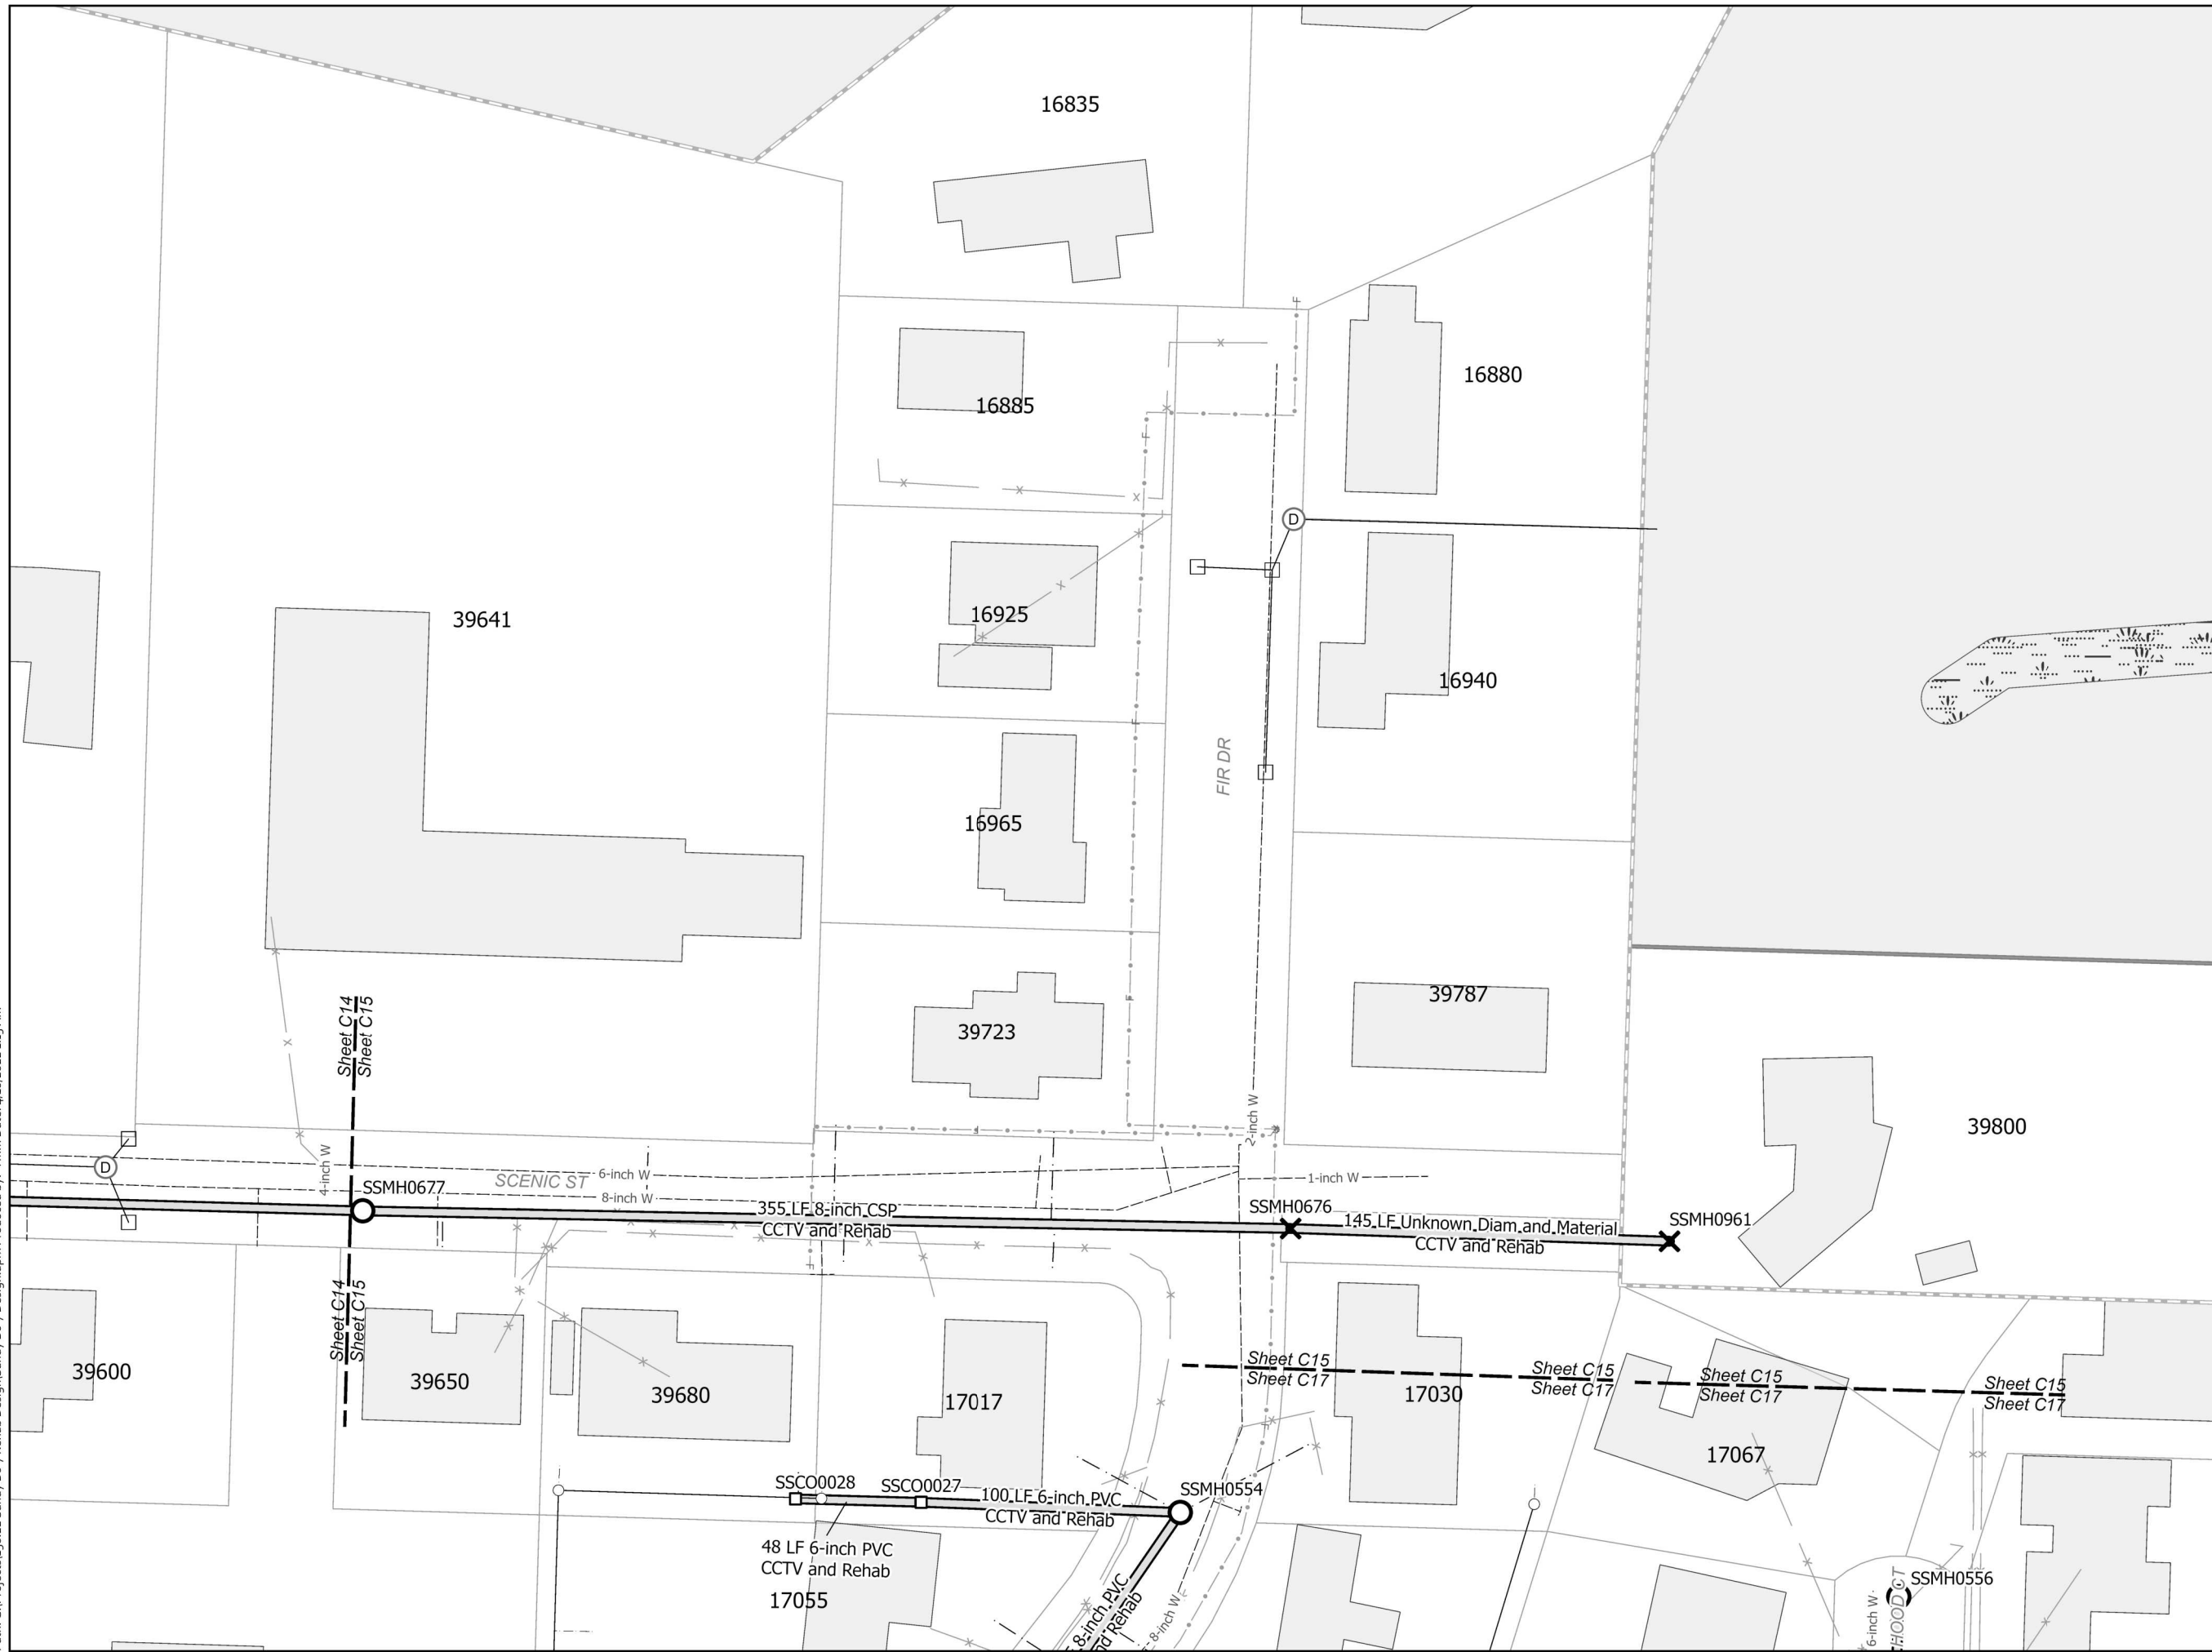 16835
16880
16885
D
39641
16925
16940
FIR DR
16965
39787
39723
Sheet C14
Sheet C15
2-inch W
39800
D
4-inch W
SCENIC ST
6-inch W
8-inch W
1-inch W
SSMH0677
355 LF 8-inch CSP
CCTV and Rehab
SSMH0676
145 LF Unknown Diam and Material
CCTV and Rehab
SSMH0961
Sheet C14
Sheet C15
39600
39650
39680
17017
Sheet C15
Sheet C17
17030
Sheet C15
Sheet C17
Sheet C15
Sheet C17
Sheet C15
Sheet C17
17067
SSCO0028
SSCO0027
100 LF 6-inch PVC
CCTV and Rehab
SSMH0554
48 LF 6-inch PVC
CCTV and Rehab
17055
8-inch PVC
Rehab
8-inch W
SSMH0556
6-inch W
HOOD CT